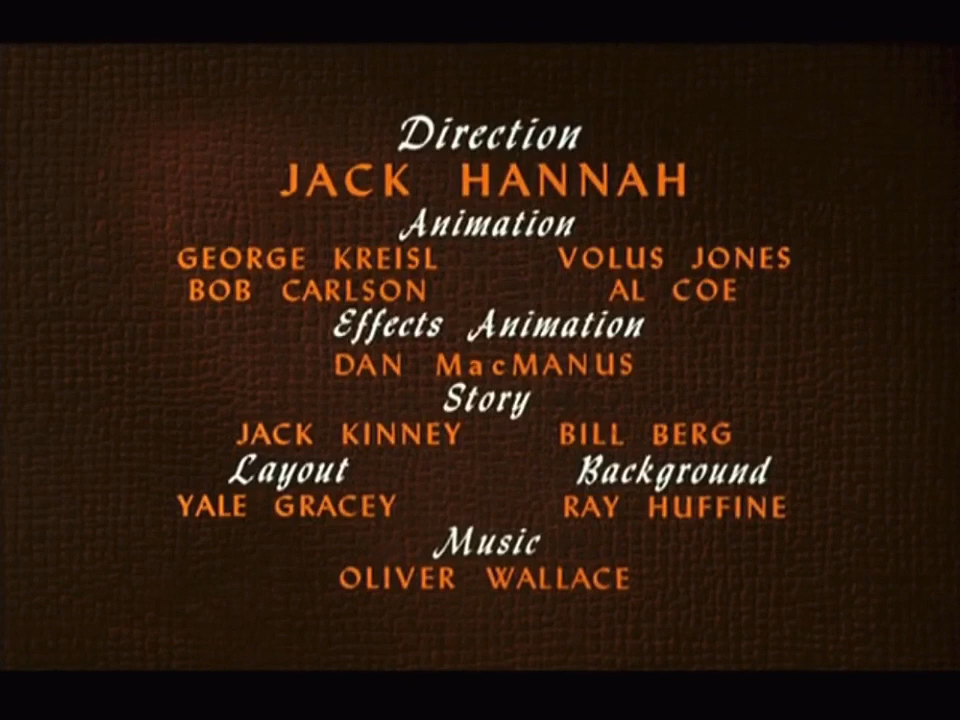 Direction
JACK HANNAH
Animation
GEORGE KREISL VOLUS JONES
BOB CARLSON AL COE
Effects Animation
DAN MacMANUS
Story
JACK KINNEY BILL BERG
Layout Background
YALE GRACEY RAY HUFFINE
Music
OLIVER WALLACE